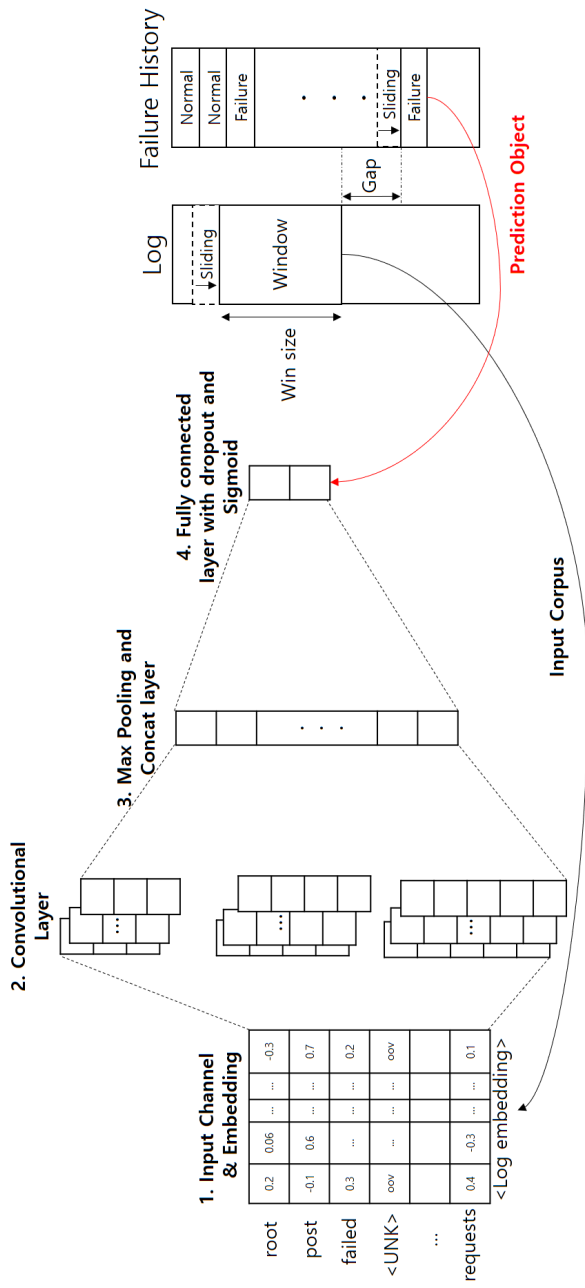 1. Input Channel
& Embedding
root
0.2
0.06
...
...
-0.3
post
-0.1
0.6
...
...
0.7
failed
0.3
...
...
...
0.2
<UNK>
oov
...
...
...
oov
...
requests
0.4
-0.3
...
...
0.1
<Log embedding>
2. Convolutional
Layer
...
...
...
3. Max Pooling and
Concat layer
. . .
4. Fully connected
layer with dropout and
Sigmoid
Input Corpus
Prediction Object
Log
Sliding
Window
Win size
Gap
Failure History
Normal
Normal
Failure
. . .
Sliding
Failure